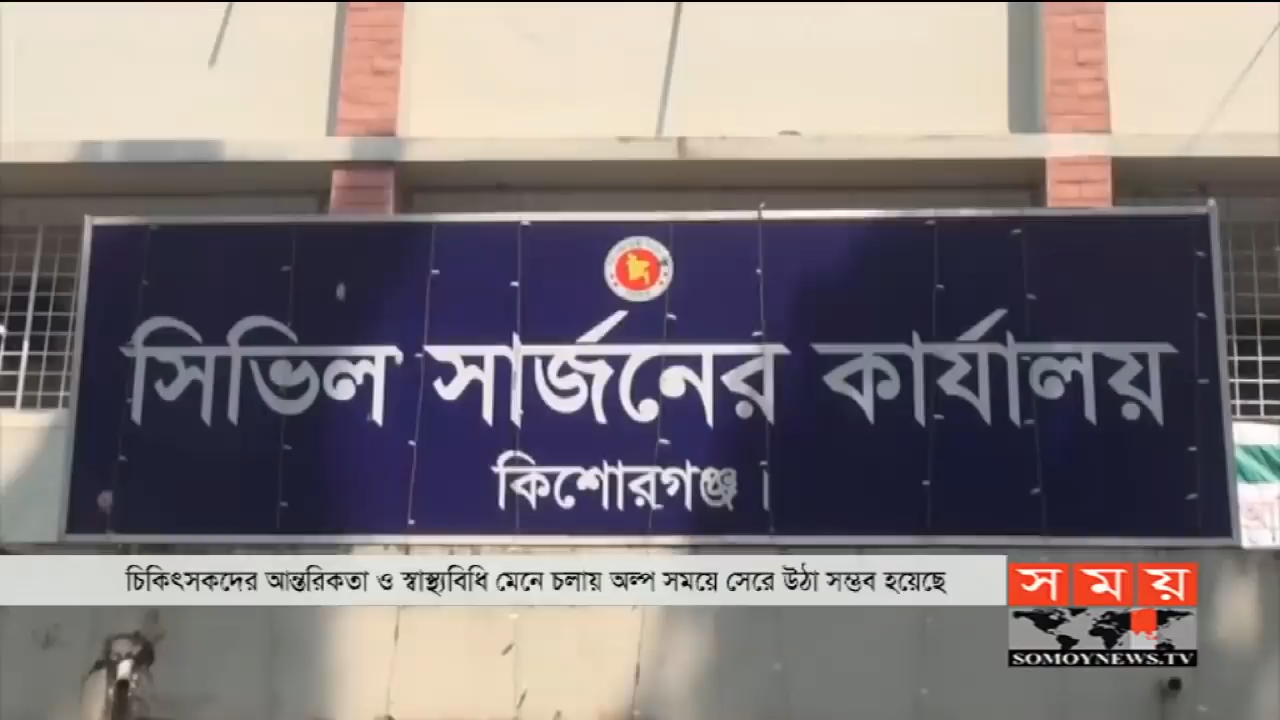 সিভিল সার্জনের কার্যালয়
কিশোরগঞ্জ।
চিকিৎসকদের আন্তরিকতা ও স্বাস্থ্যবিধি মেনে চলায় অল্প সময়ে সেরে উঠা সম্ভব হয়েছে
সময়
SOMOYNEWS.TV